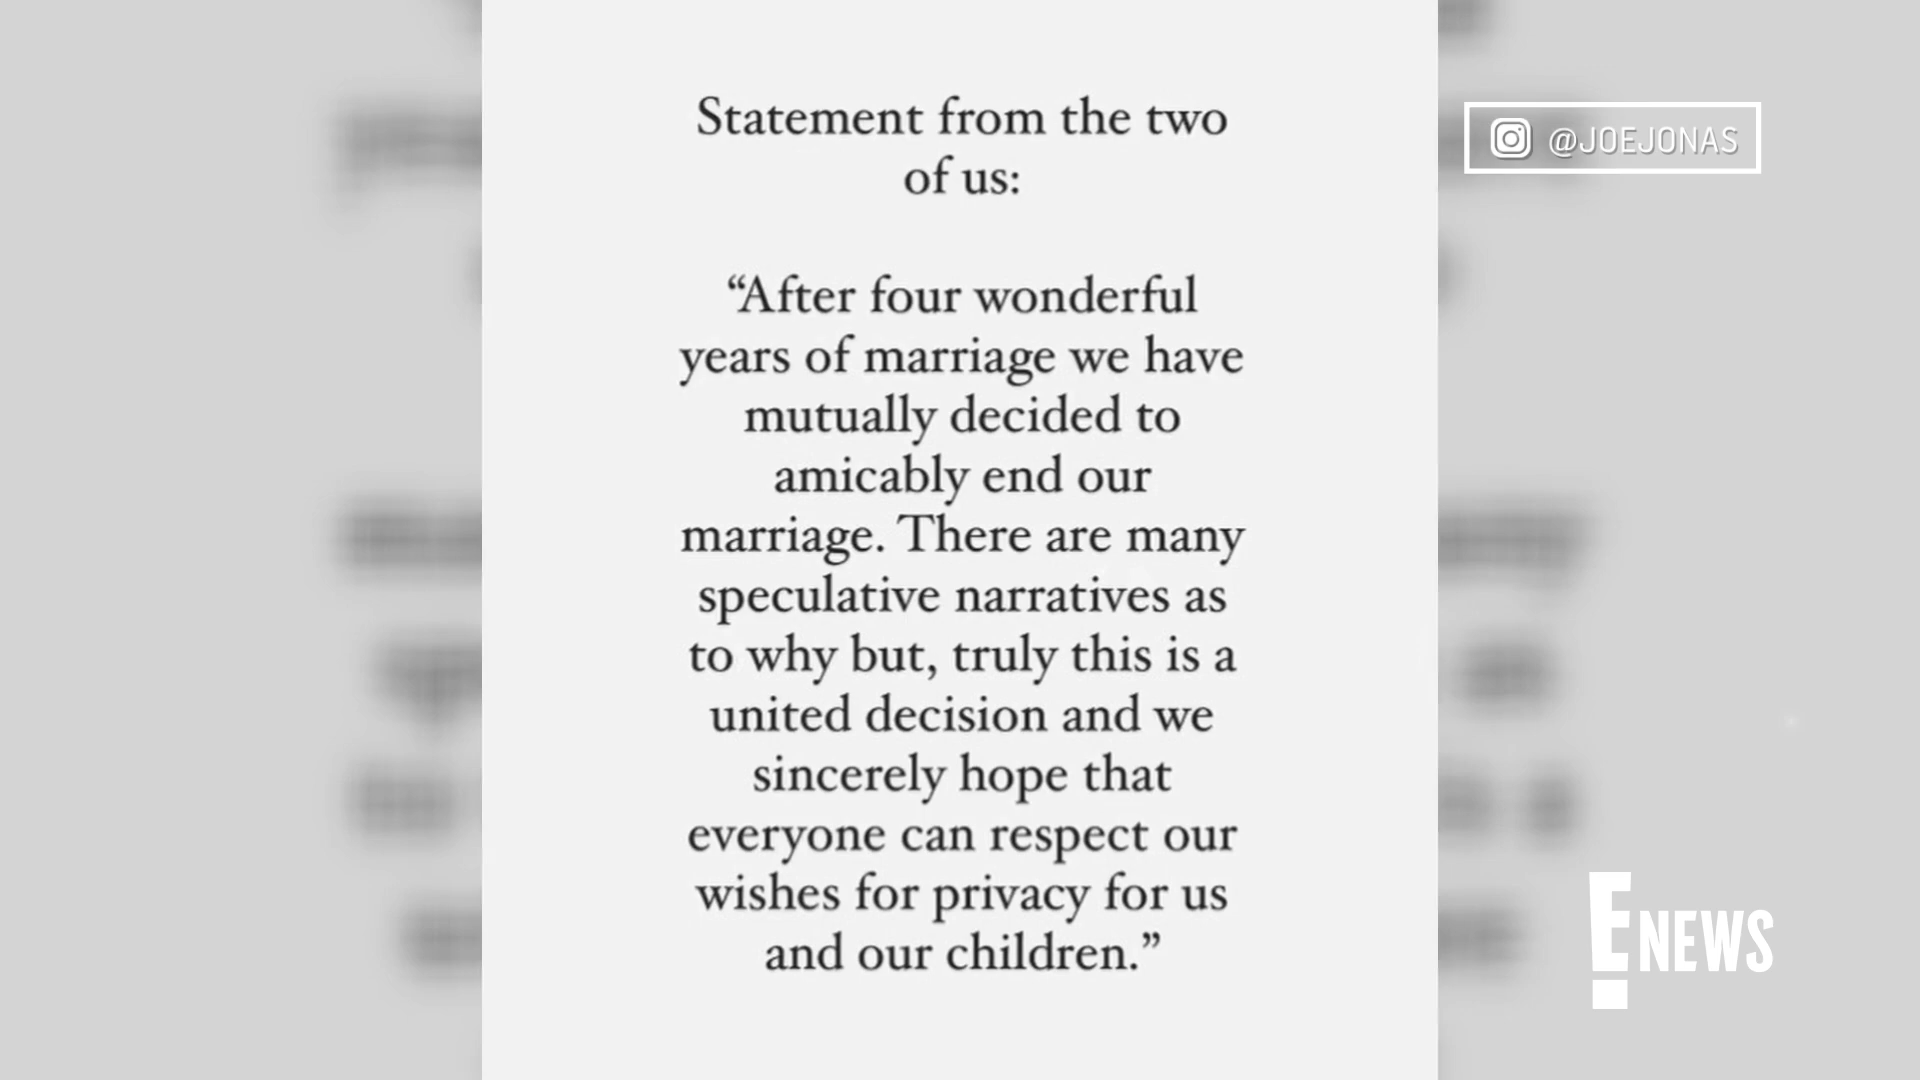 Statement from the two
of us:
“After four wonderful
years of marriage we have
mutually decided to
amicably end our
marriage. There are many
speculative narratives as
to why but, truly this is a
united decision and we
sincerely hope that
everyone can respect our
wishes for privacy for us
and our children.”
@JOEJONAS
E! NEWS